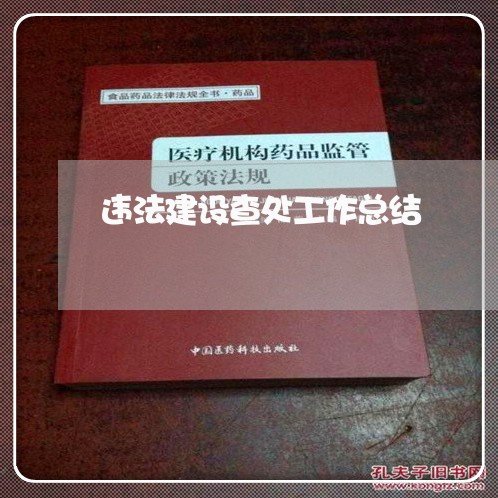 食品药品法律法规全书·药品
医疗机构药品监管
政策法规
违法建设查处工作总结
中国医药科技出版社
孔夫子旧书网
www.kongfz.com